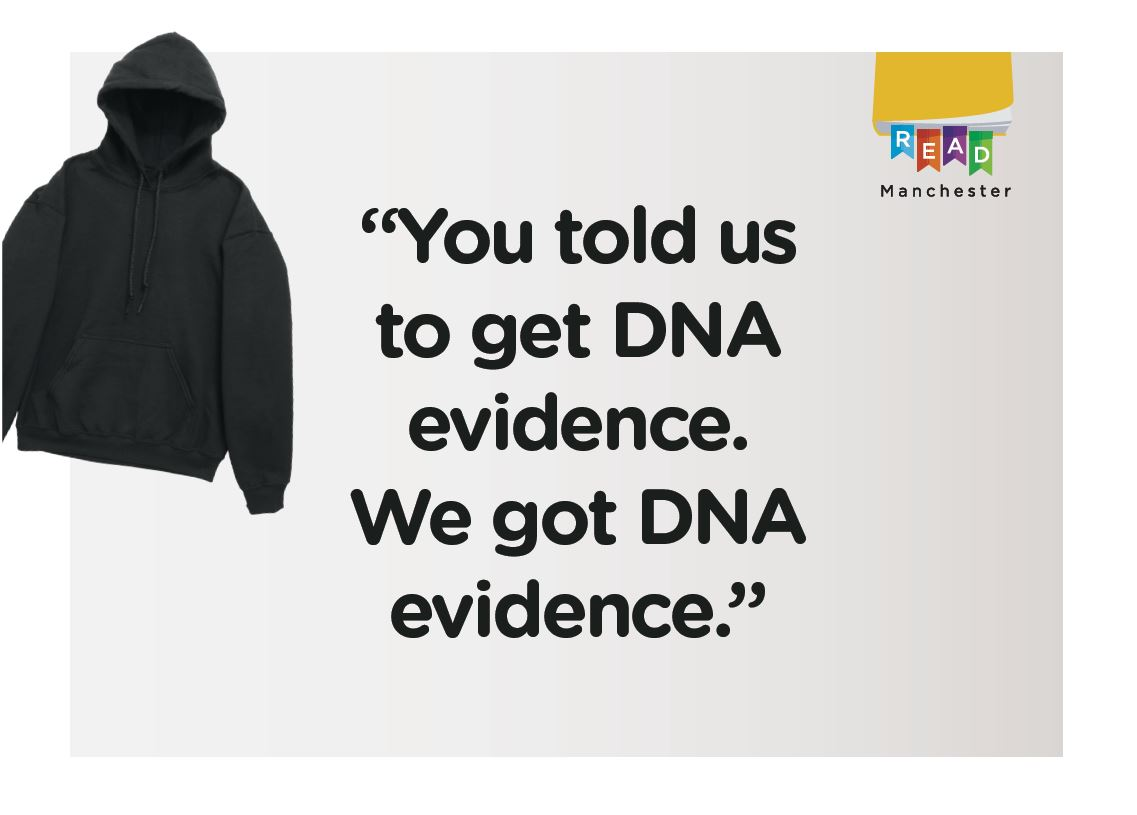 READ
Manchester
“You told us
to get DNA
evidence.
We got DNA
evidence.”